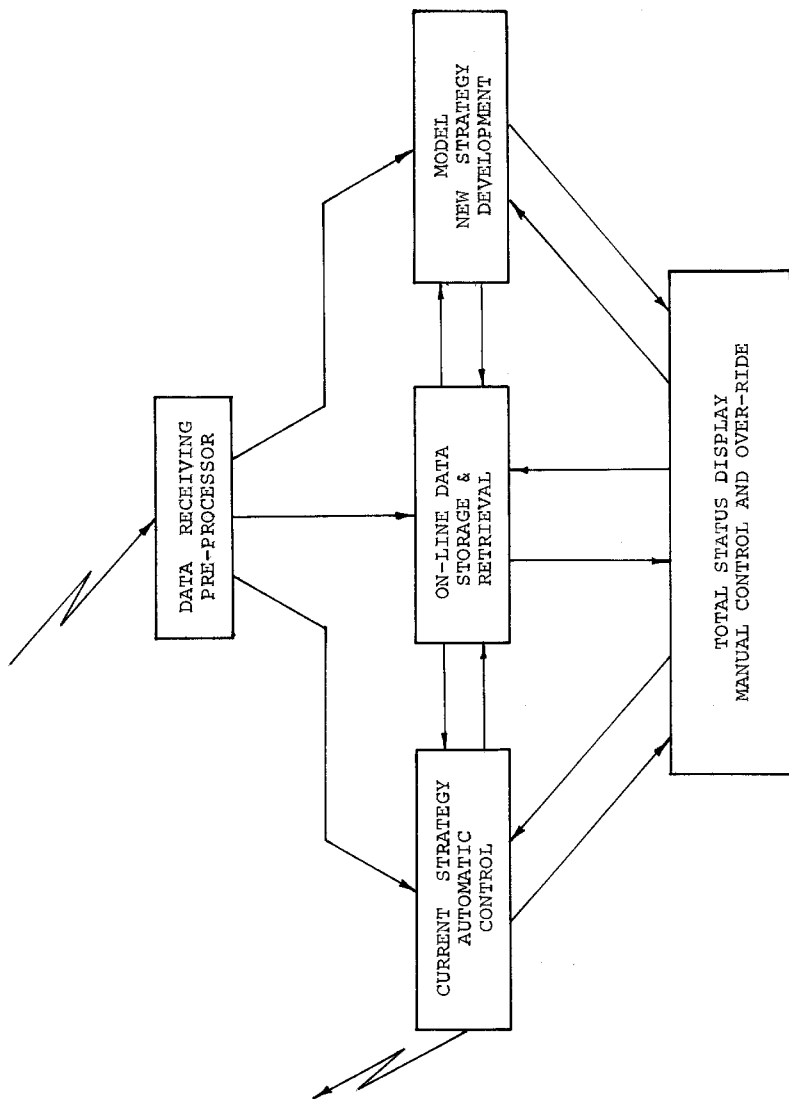 DATA RECEIVING
PRE-PROCESSOR
CURRENT STRATEGY
AUTOMATIC
CONTROL
ON-LINE DATA
STORAGE &
RETRIEVAL
MODEL
NEW STRATEGY
DEVELOPMENT
TOTAL STATUS DISPLAY
MANUAL CONTROL AND OVER-RIDE